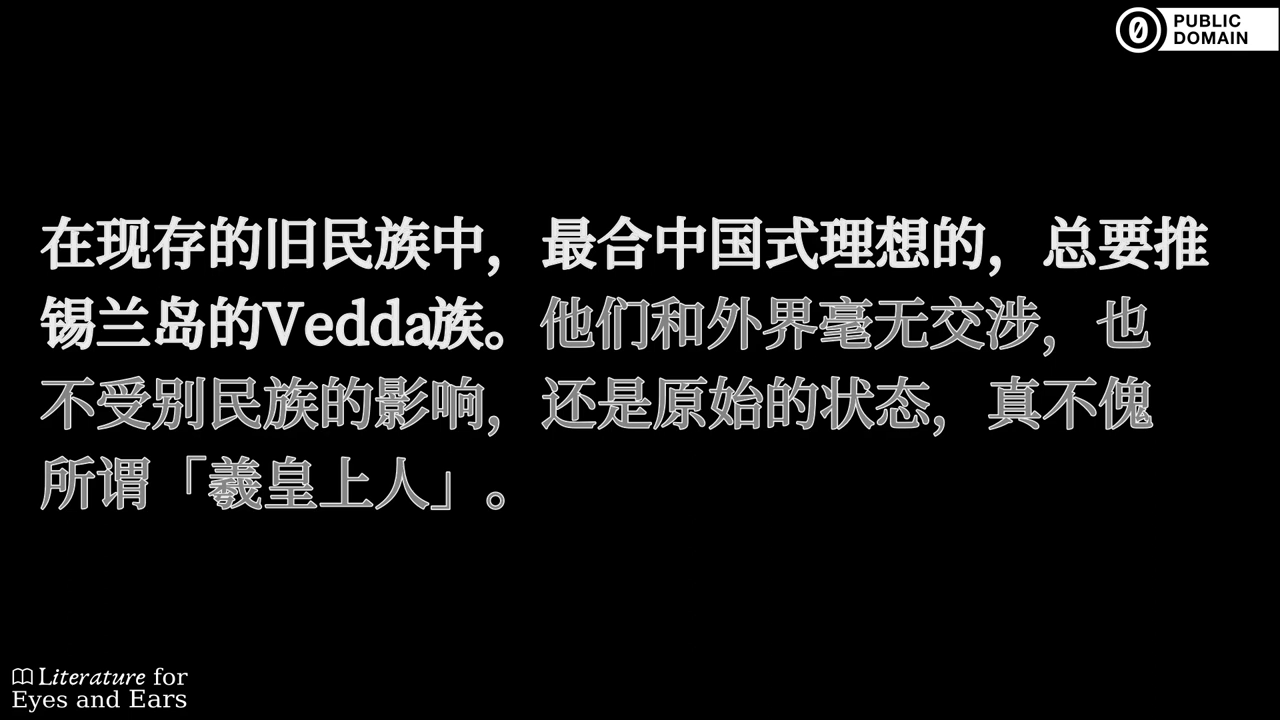 PUBLIC
DOMAIN
在现存的旧民族中，最合中国式理想的，总要推
锡兰岛的Vedda族。他们和外界毫无交涉，也
不受别民族的影响，还是原始的状态，真不愧
所谓「羲皇上人」。
Literature for
Eyes and Ears